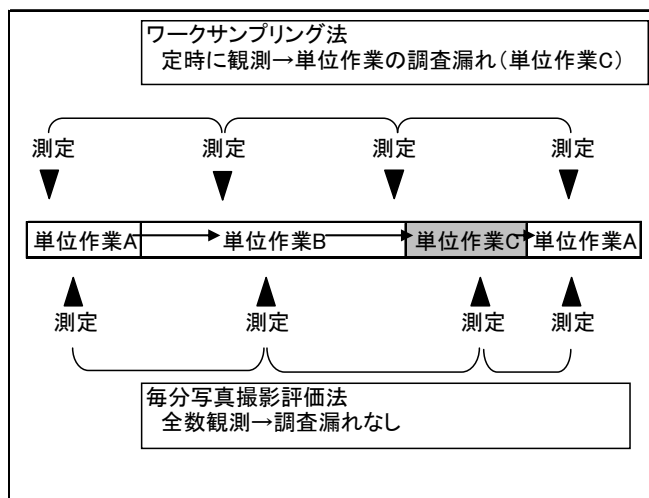 ワークサンプリング法
定時に観測→単位作業の調査漏れ(単位作業C)
測定 測定 測定 測定
単位作業A 単位作業B 単位作業C 単位作業A
測定 測定 測定 測定
毎分写真撮影評価法
全数観測→調査漏れなし